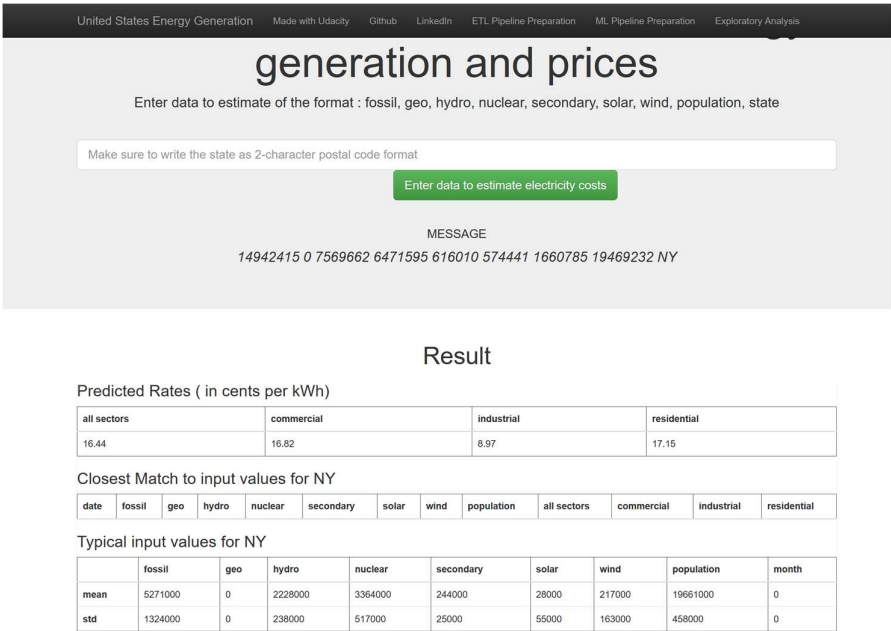 United States Energy Generation Made with Udacity Github LinkedIn ETL Pipeline Preparation ML Pipeline Preparation Exploratory Analysis
generation and prices
Enter data to estimate of the format : fossil, geo, hydro, nuclear, secondary, solar, wind, population, state
Make sure to write the state as 2-character postal code format
Enter data to estimate electricity costs
MESSAGE
14942415 0 7569662 6471595 616010 574441 1660785 19469232 NY
Result
Predicted Rates ( in cents per kWh)
all sectors commercial industrial residential
16.44 16.82 8.97 17.15
Closest Match to input values for NY
date fossil geo hydro nuclear secondary solar wind population all sectors commercial industrial residential
Typical input values for NY
fossil geo hydro nuclear secondary solar wind population month
mean 5271000 0 2228000 3364000 244000 28000 217000 19661000 0
std 1324000 0 238000 517000 25000 55000 163000 458000 0